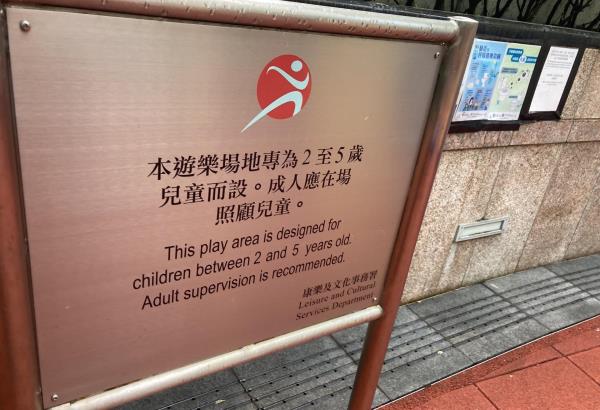 本遊樂場地專為2至5歲
兒童而設。成人應在場
照顧兒童。
This play area is designed for
children between 2 and 5 years old.
Adult supervision is recommended.
康樂及文化事務署
Leisure and Cultural
Services Department